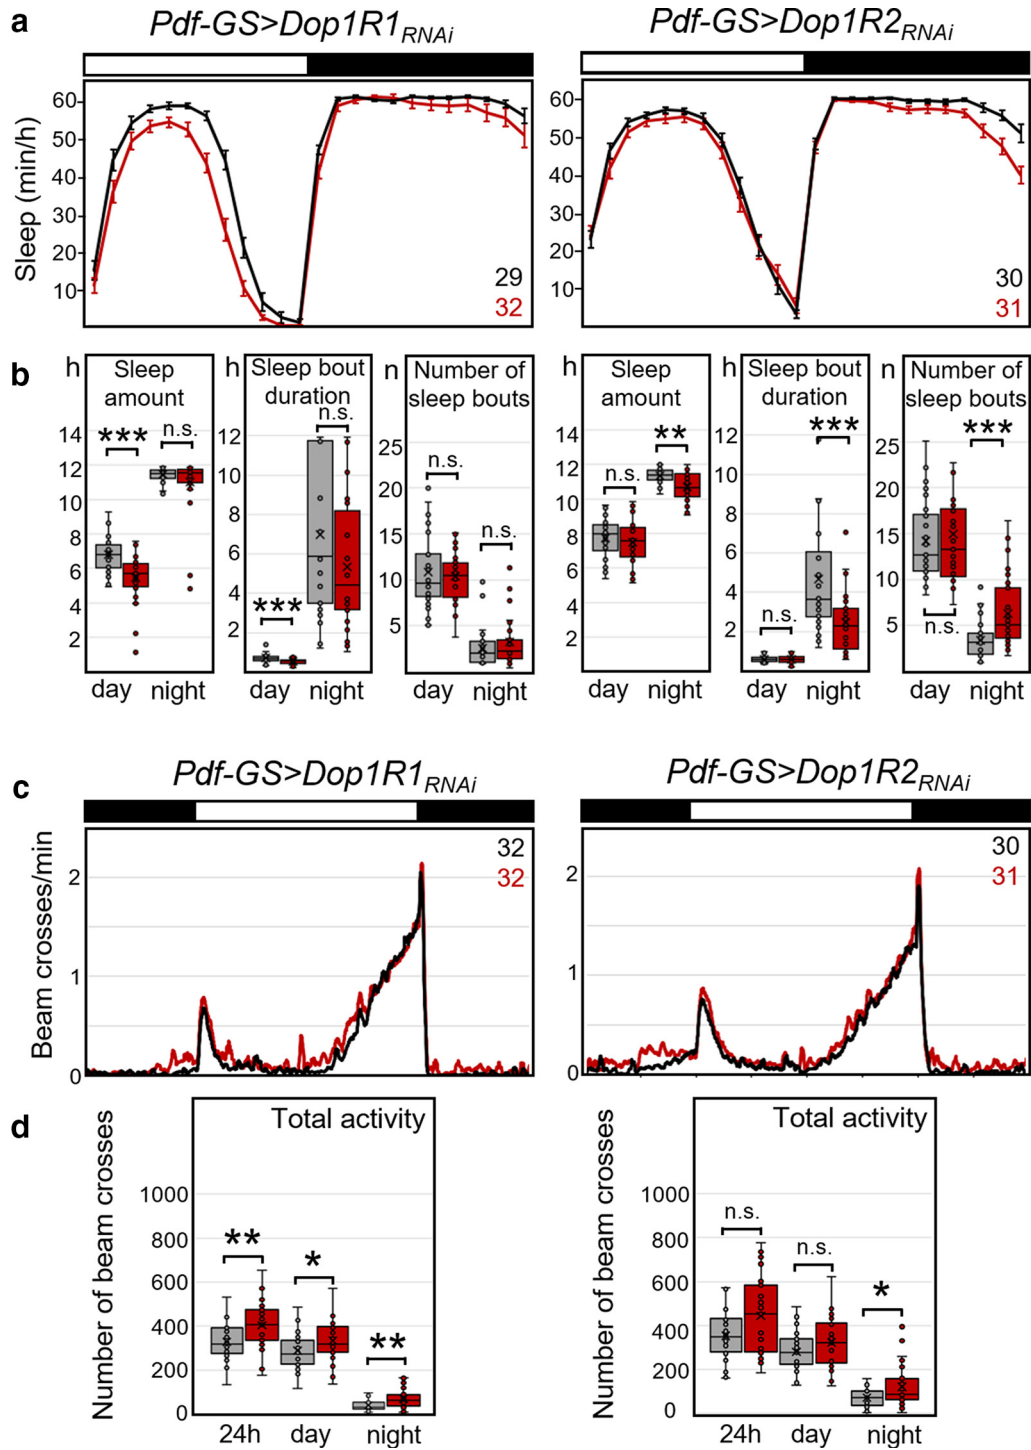 a
Pdf-GS>Dop1R1RNAi
Pdf-GS>Dop1R2RNAi
Sleep (min/h)
60
50
40
30
20
10
29
32
60
50
40
30
20
10
30
31
b
h
Sleep
amount
14
12
10
8
6
4
2
***
n.s.
day night
h
Sleep bout
duration
12
10
8
6
4
2
***
n.s.
day night
n
Number of
sleep bouts
25
20
15
10
5
n.s.
n.s.
day night
h
Sleep
amount
14
12
10
8
6
4
2
n.s.
**
day night
h
Sleep bout
duration
12
10
8
6
4
2
n.s.
***
day night
n
Number of
sleep bouts
25
20
15
10
5
n.s.
***
day night
c
Pdf-GS>Dop1R1RNAi
Pdf-GS>Dop1R2RNAi
Beam crosses/min
2
1
0
32
32
2
1
0
30
31
d
Number of beam crosses
Total activity
1000
800
600
400
200
0
**
*
**
24h day night
Number of beam crosses
Total activity
1000
800
600
400
200
0
n.s.
n.s.
*
24h day night